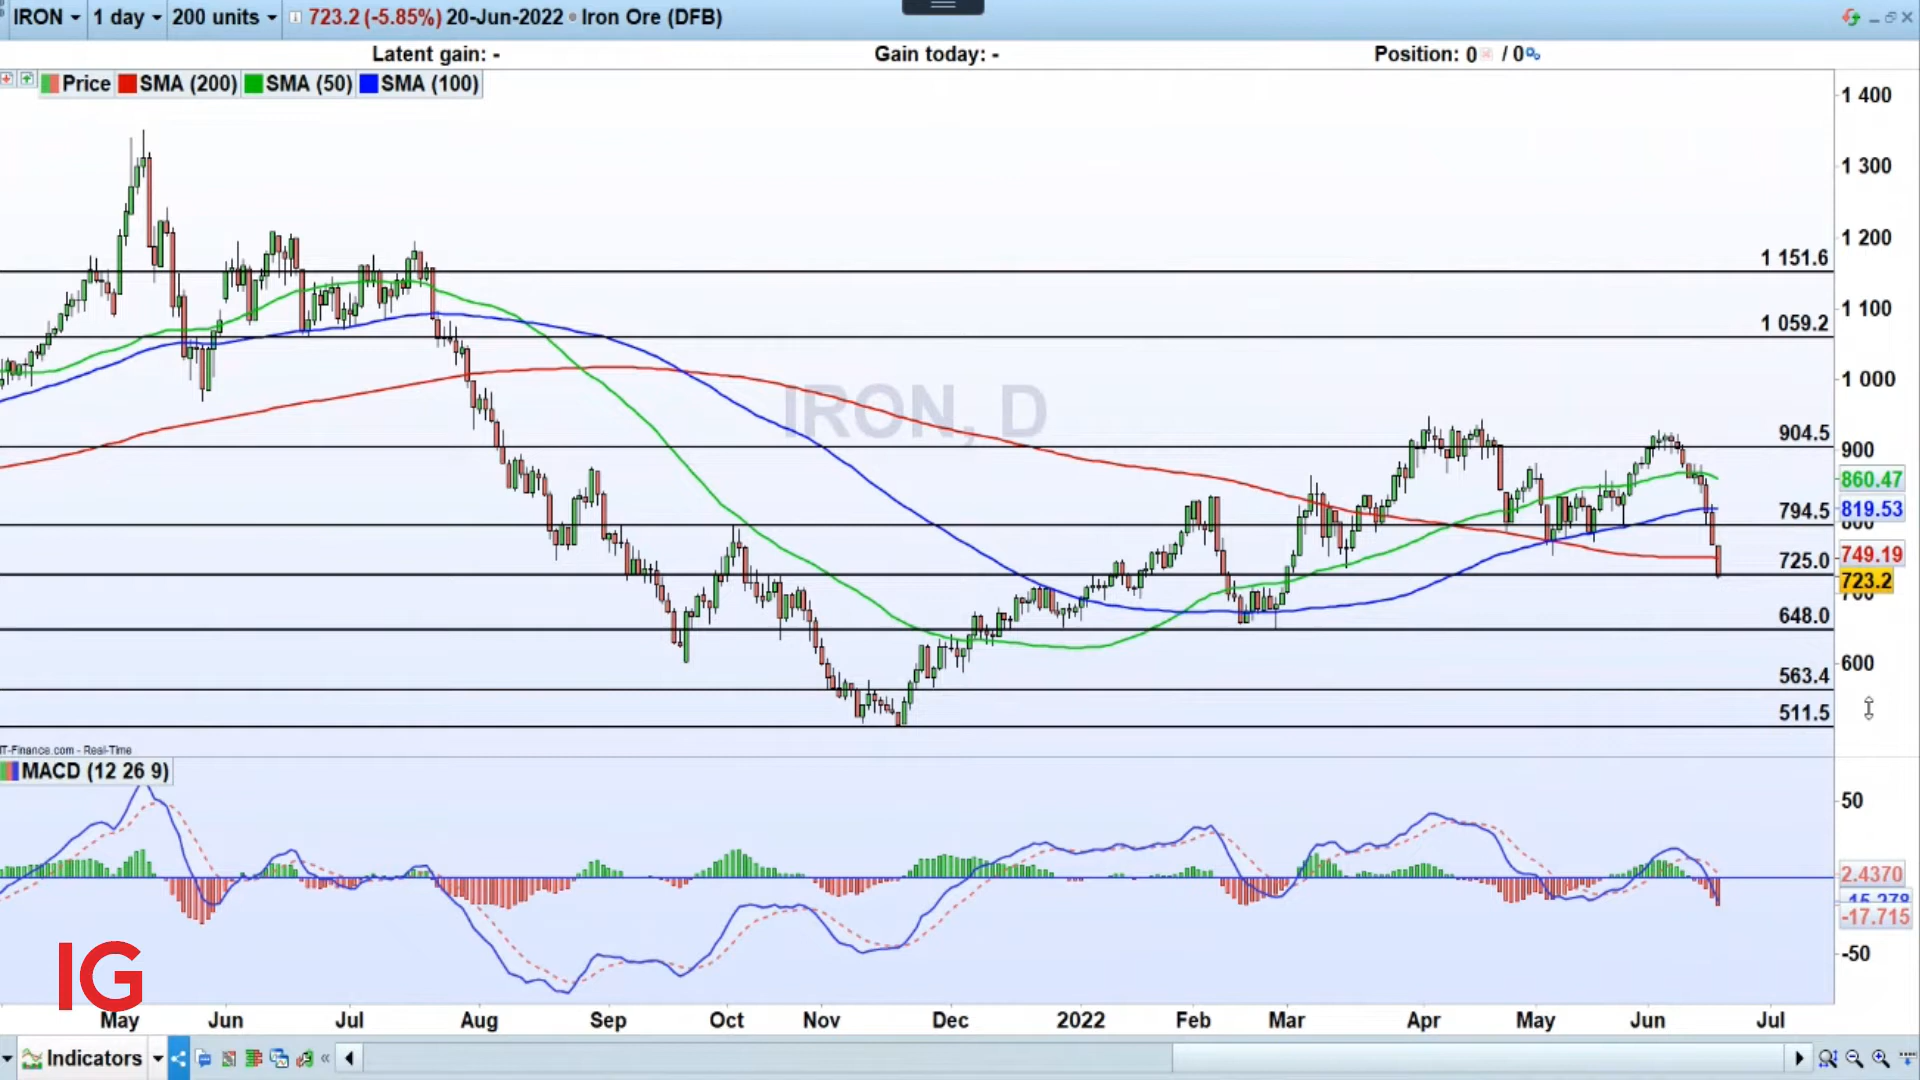 IRON 1 day 200 units 723.2 (-5.85%) 20-Jun-2022 Iron Ore (DFB)
Latent gain: - Gain today: - Position: 0 / 0
Price SMA (200) SMA (50) SMA (100)
1 400
1 300
1 200
1 151.6
1 100
1 059.2
1 000
IRON, D
904.5
900
860.47
819.53
794.5
800
749.19
725.0
723.2
700
648.0
600
563.4
511.5
IT-Finance.com - Real-Time
MACD (12 26 9)
50
2.4370
-15.278
-17.715
-50
IG
May Jun Jul Aug Sep Oct Nov Dec 2022 Feb Mar Apr May Jun Jul
Indicators